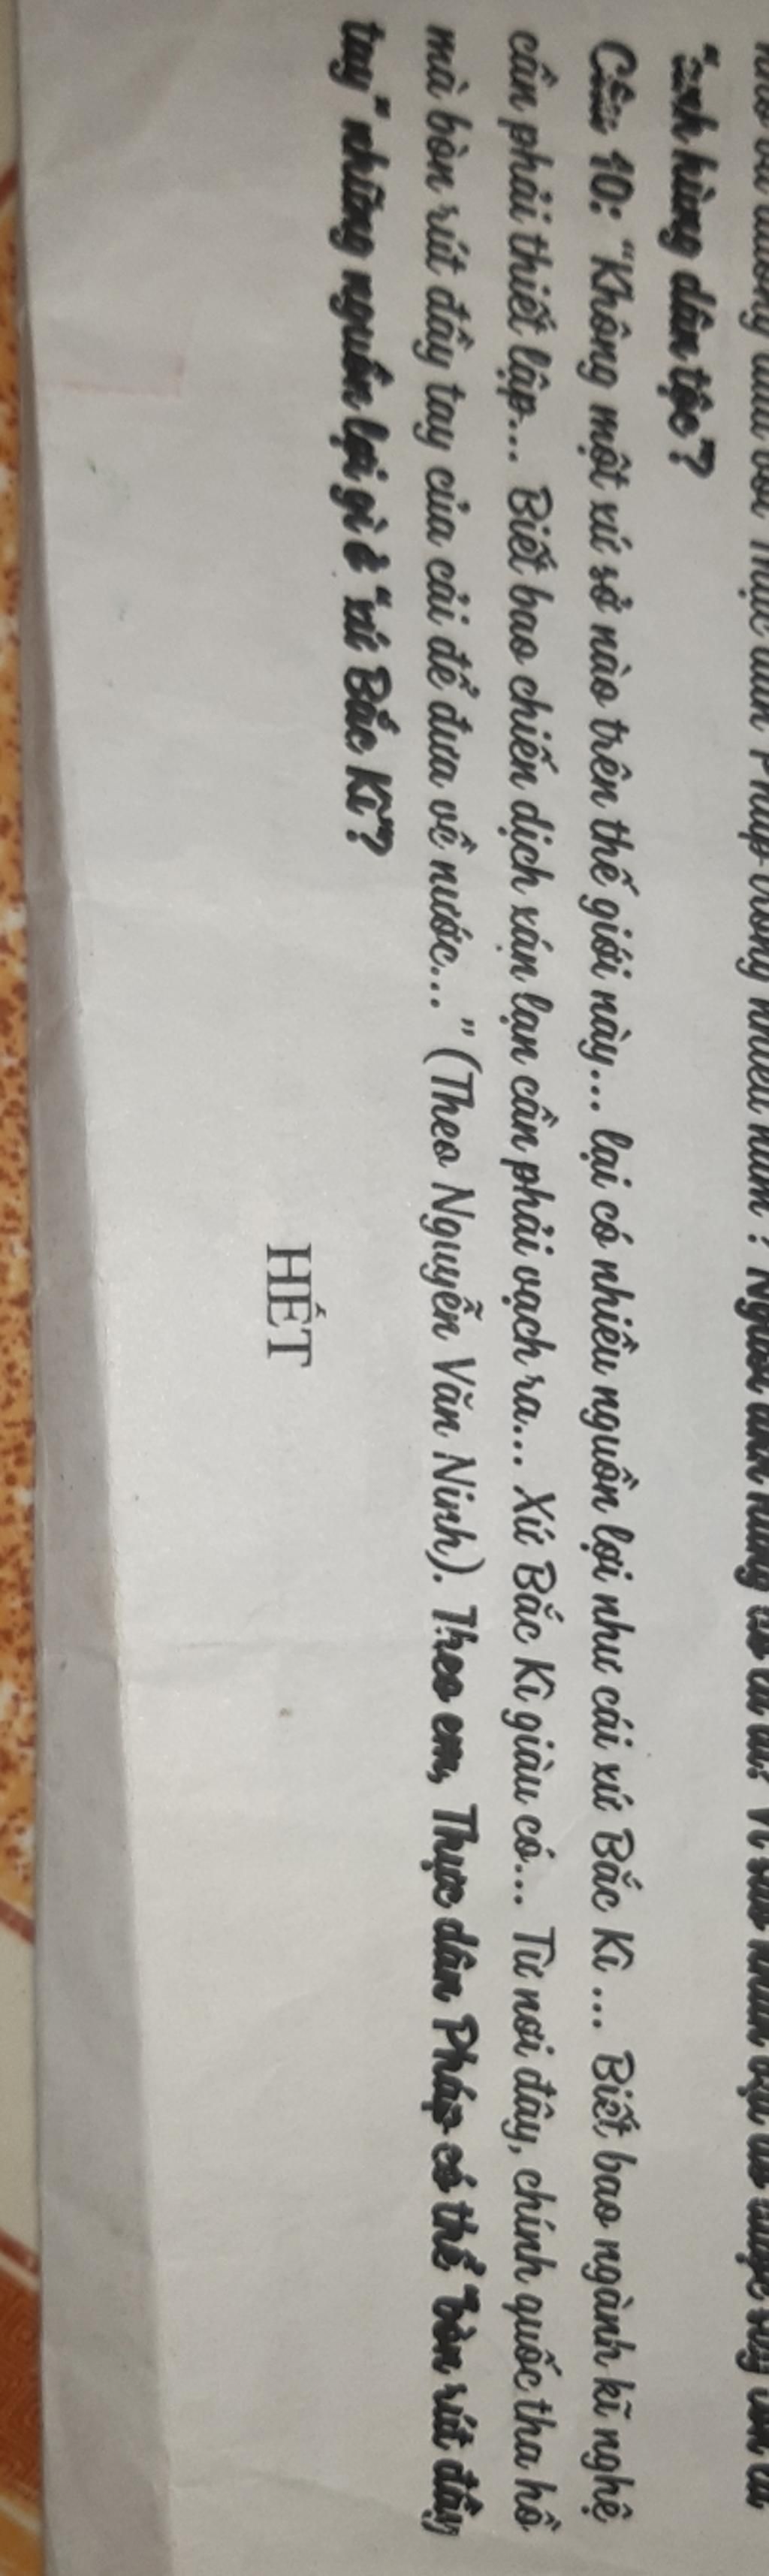 "anh hùng dân tộc"?
Câu 10: "Không một xứ sở nào trên thế giới này... lại có nhiều nguồn lợi như cái xứ Bắc Kì ... Biết bao ngành kĩ nghệ
cần phải thiết lập... Biết bao chiến dịch xán lạn cần phải vạch ra... Xứ Bắc Kì giàu có... Từ nơi đây, chính quốc tha hồ
mà bòn rút đầy tay của cải để đưa về nước..." (Theo Nguyễn Văn Ninh). Theo em, Thực dân Pháp có thể "bòn rút đầy
tay" những nguồn lợi gì ở "xứ Bắc Kì"?
HẾT